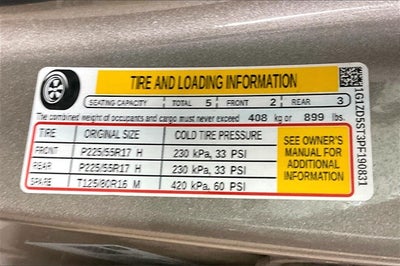 TIRE AND LOADING INFORMATION
SEATING CAPACITY TOTAL 5 FRONT 2 REAR 3
The combined weight of occupants and cargo must never exceed 408 kg or 899 lbs.
TIRE ORIGINAL SIZE COLD TIRE PRESSURE
FRONT P225/55R17 H 230 kPa, 33 PSI
REAR P225/55R17 H 230 kPa, 33 PSI
SPARE T125/80R16 M 420 kPa, 60 PSI
SEE OWNER'S
MANUAL FOR
ADDITIONAL
INFORMATION
1G1ZD5ST3PF190831